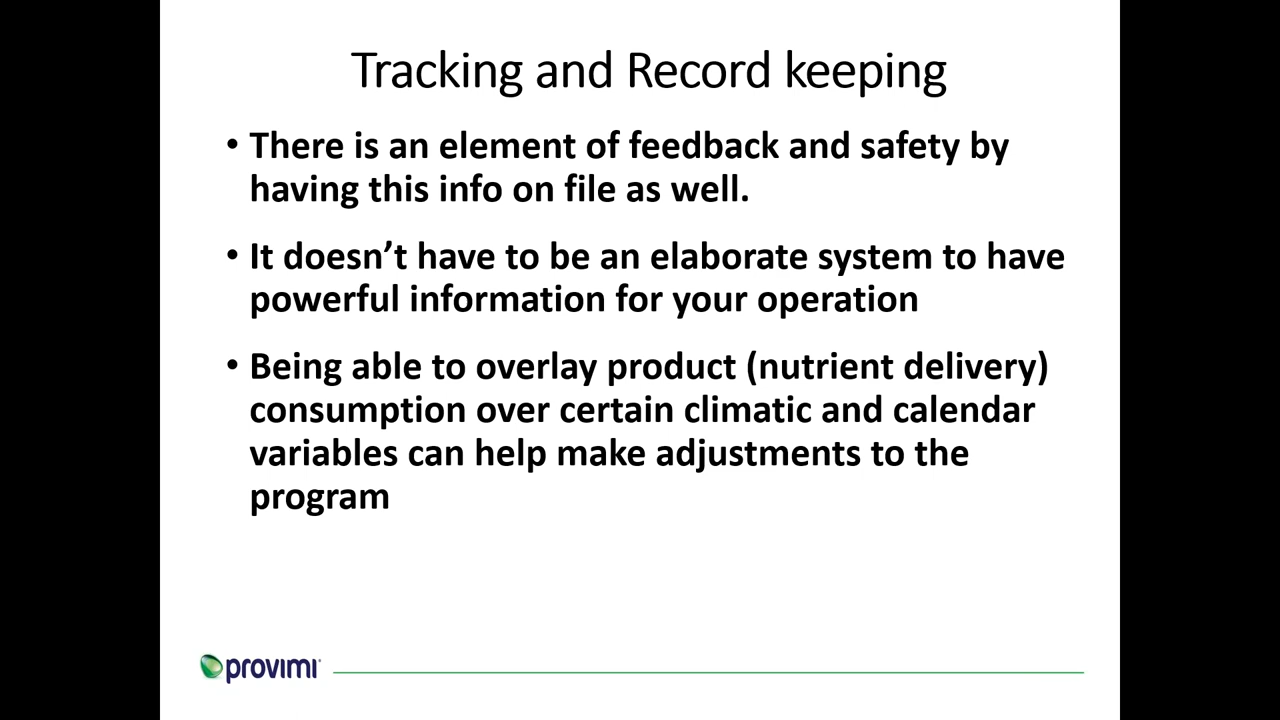 Tracking and Record keeping
• There is an element of feedback and safety by
having this info on file as well.
• It doesn’t have to be an elaborate system to have
powerful information for your operation
• Being able to overlay product (nutrient delivery)
consumption over certain climatic and calendar
variables can help make adjustments to the
program
provimi